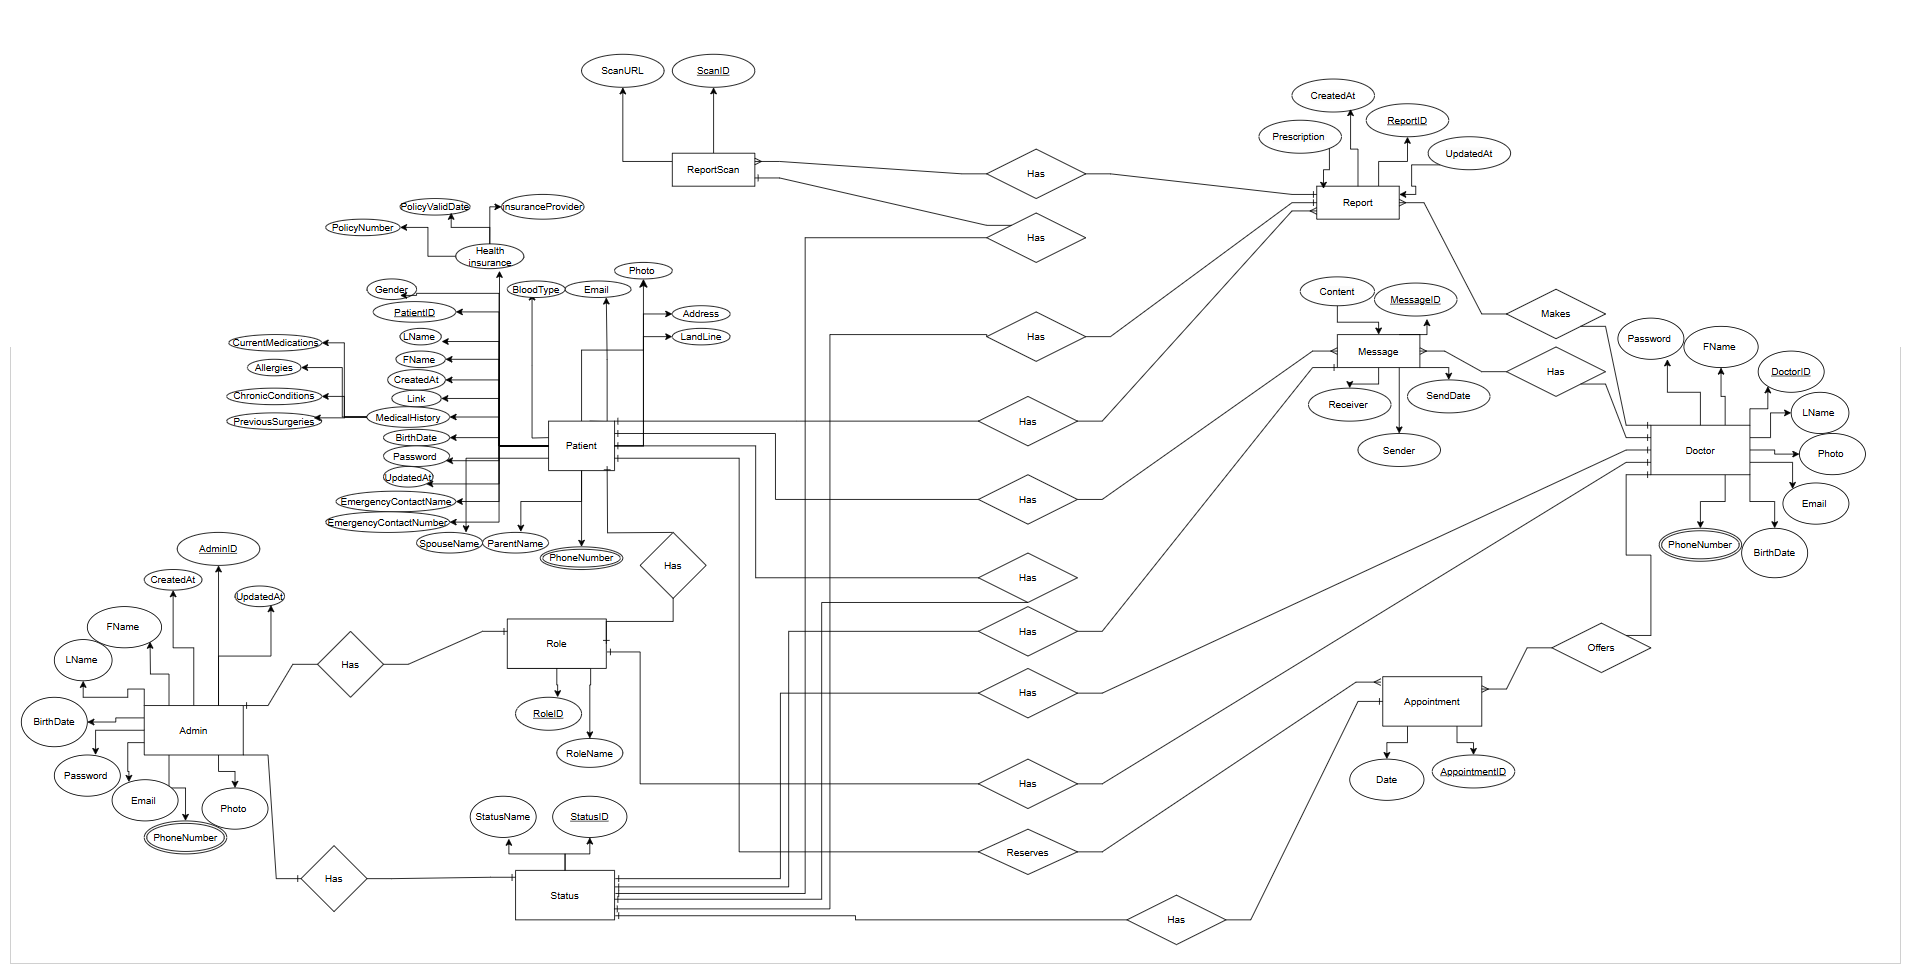 ScanURL
ScanID
CreatedAt
ReportID
Prescription
UpdatedAt
ReportScan
Has
Report
Has
PolicyValidDate
insuranceProvider
PolicyNumber
Health
insurance
Photo
Gender
BloodType
Email
PatientID
Address
LandLine
LName
CurrentMedications
FName
Allergies
CreatedAt
ChronicConditions
Link
MedicalHistory
PreviousSurgeries
BirthDate
Password
UpdatedAt
EmergencyContactName
EmergencyContactNumber
SpouseName
ParentName
PhoneNumber
Patient
Has
Has
Has
Has
Has
Has
Has
Has
Reserves
Has
Content
MessageID
Message
Receiver
SendDate
Sender
Makes
Has
Password
FName
DoctorID
LName
Photo
Doctor
Email
PhoneNumber
BirthDate
Offers
Appointment
Date
AppointmentID
AdminID
CreatedAt
UpdatedAt
FName
LName
BirthDate
Admin
Password
Email
Photo
PhoneNumber
Has
Role
RoleID
RoleName
Has
StatusName
StatusID
Status
Has